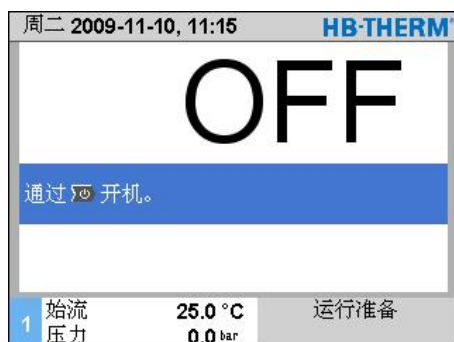 周二 2009-11-10, 11:15 HB-THERM
OFF
通过 开机。
始流 25.0 °C 运行准备
1
压力 0.0 bar